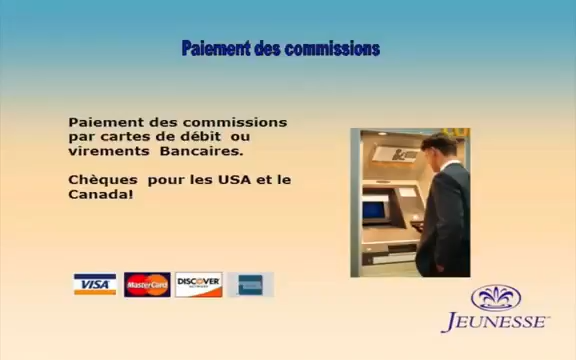 Paiement des commissions
Paiement des commissions
par cartes de débit ou
virements Bancaires.
Chèques pour les USA et le
Canada!
VISA
MasterCard
DISCOVER
NETWORK
JEUNESSE